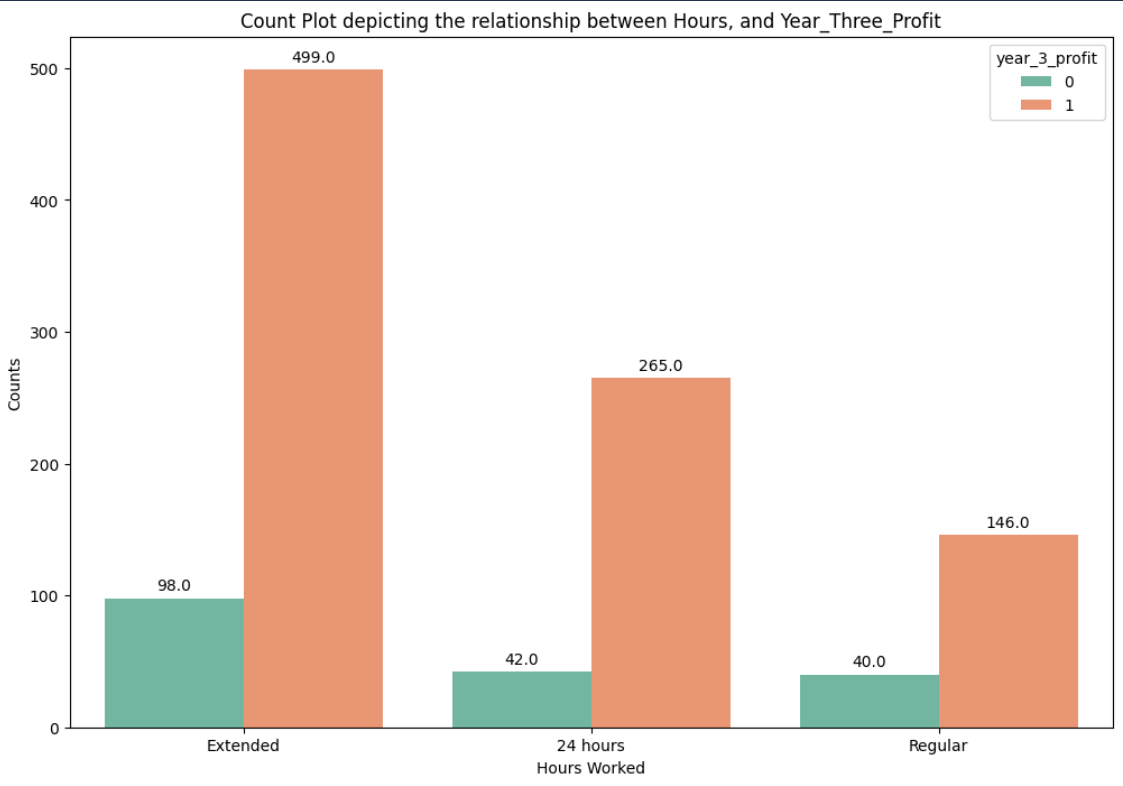 Count Plot depicting the relationship between Hours, and Year_Three_Profit
year_3_profit
0
1
Counts
500
400
300
200
100
0
499.0
98.0
265.0
42.0
146.0
40.0
Extended
24 hours
Regular
Hours Worked